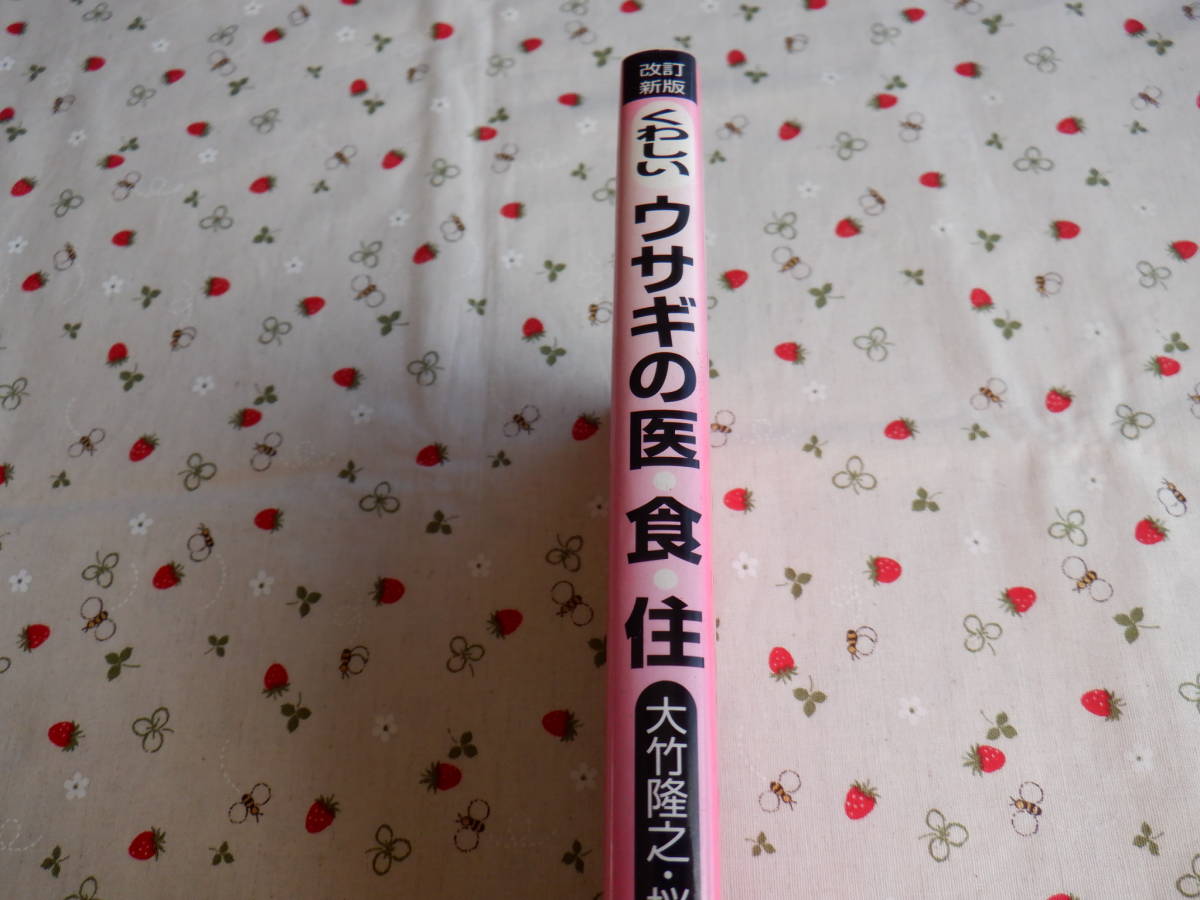 改訂
新版
くわしい
ウサギの医・食・住
大竹隆之・